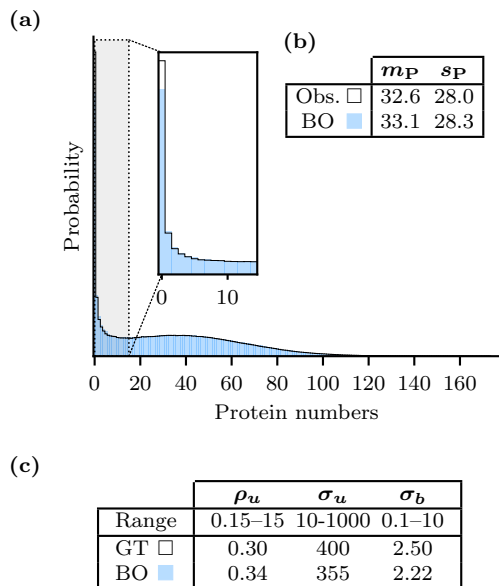 (a)
(b)
m_P s_P
Obs. □ 32.6 28.0
BO 33.1 28.3
Probability
0 10
0 20 40 60 80 100 120 140 160
Protein numbers
(c)
ρ_u σ_u σ_b
Range 0.15–15 10-1000 0.1–10
GT □ 0.30 400 2.50
BO 0.34 355 2.22